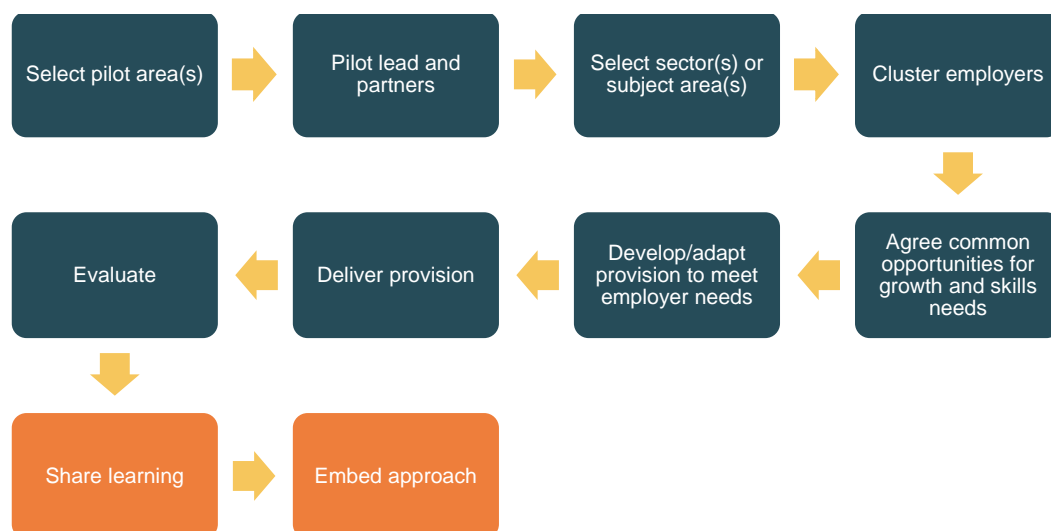 Select pilot area(s)
Pilot lead and
partners
Select sector(s) or
subject area(s)
Cluster employers
Agree common
opportunities for
growth and skills
needs
Develop/adapt
provision to meet
employer needs
Deliver provision
Evaluate
Share learning
Embed approach